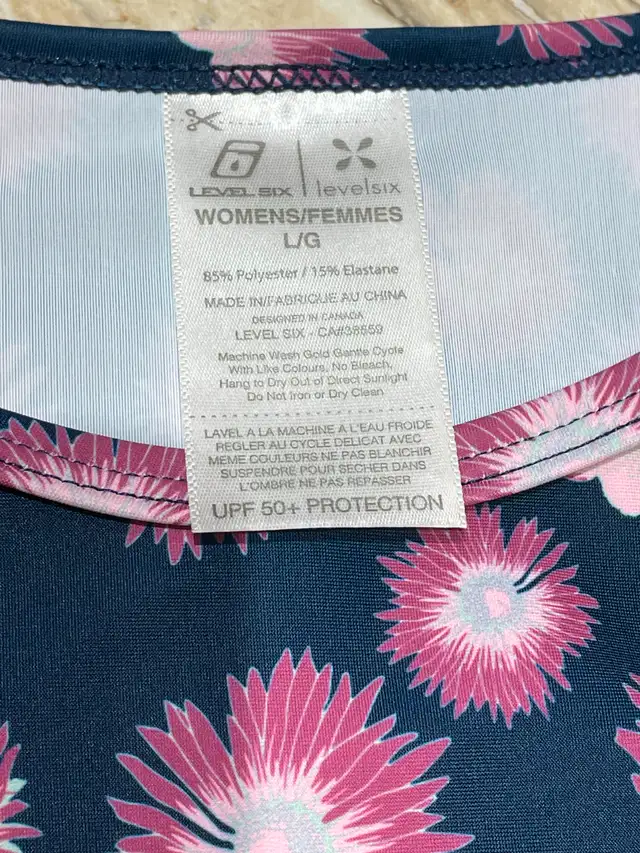 LEVEL SIX levelsix
WOMENS/FEMMES
L/G
85% Polyester / 15% Elastane
MADE IN/FABRIQUE AU CHINA
DESIGNED IN CANADA
LEVEL SIX - CA#38559
Machine Wash Gold Gentle Cycle
With Like Colours, No Bleach,
Hang to Dry Out of Direct Sunlight
Do Not Iron or Dry Clean
LAVEL A LA MACHINE A L'EAU FROIDE
REGLER AU CYCLE DELICAT AVEC
MEME COULEURS NE PAS BLANCHIR
SUSPENDRE POUR SECHER DANS
L'OMBRE NE PAS REPASSER
UPF 50+ PROTECTION